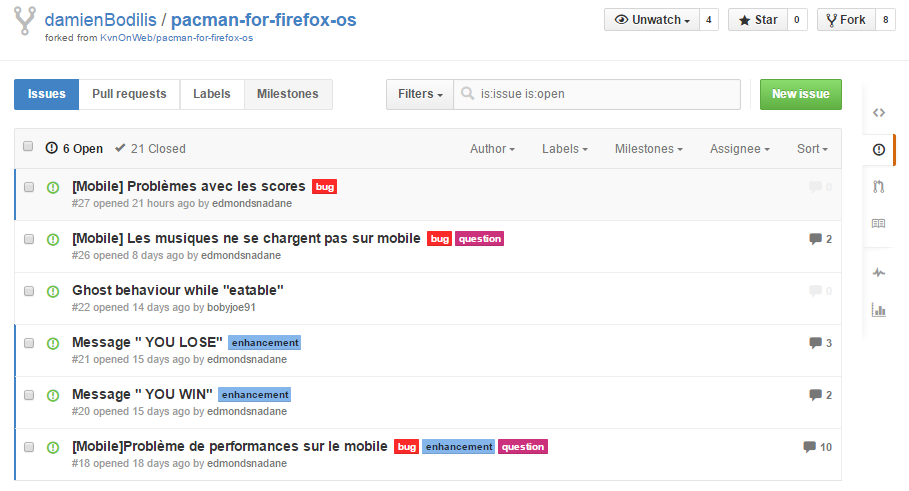 damienBodilis / pacman-for-firefox-os
forked from KvnOnWeb/pacman-for-firefox-os
Unwatch 4 Star 0 Fork 8
Issues Pull requests Labels Milestones Filters is:issue is:open New issue
6 Open 21 Closed Author Labels Milestones Assignee Sort
[Mobile] Problèmes avec les scores bug 0
#27 opened 21 hours ago by edmondsnadane
[Mobile] Les musiques ne se chargent pas sur mobile bug question 2
#26 opened 8 days ago by edmondsnadane
Ghost behaviour while "eatable" 0
#22 opened 14 days ago by bobyjoe91
Message " YOU LOSE" enhancement 3
#21 opened 15 days ago by edmondsnadane
Message " YOU WIN" enhancement 2
#20 opened 15 days ago by edmondsnadane
[Mobile]Problème de performances sur le mobile bug enhancement question 10
#18 opened 18 days ago by edmondsnadane